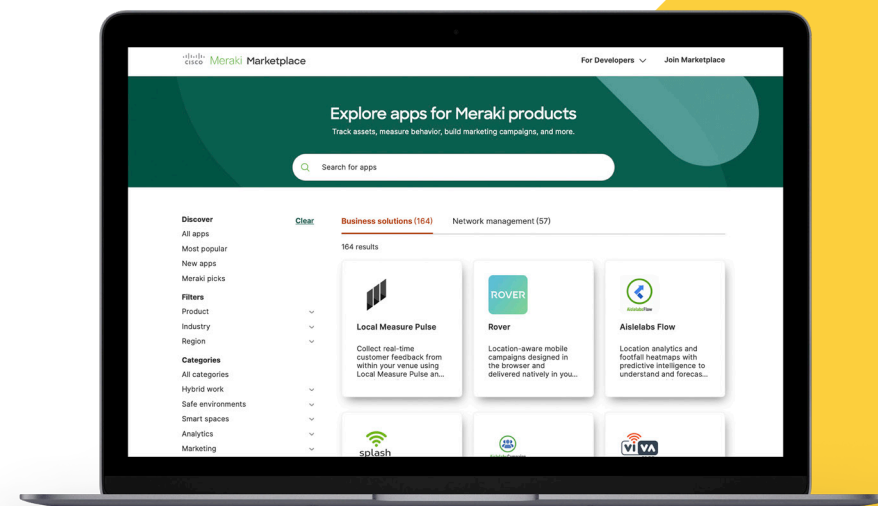 CISCO Meraki Marketplace
For Developers
Join Marketplace
Explore apps for Meraki products
Track assets, measure behavior, build marketing campaigns, and more.
Search for apps
Discover
Clear
All apps
Most popular
New apps
Meraki picks
Filters
Product
Industry
Region
Categories
All categories
Hybrid work
Safe environments
Smart spaces
Analytics
Marketing
Business solutions (164)
Network management (57)
164 results
Local Measure Pulse
Collect real-time
customer feedback from
within your venue using
Local Measure Pulse an...
ROVER
Rover
Location-aware mobile
campaigns designed in
the browser and
delivered natively in you...
AislelabsFlow
Aislelabs Flow
Location analytics and
footfall heatmaps with
predictive intelligence to
understand and forecas...
splash
VIVA